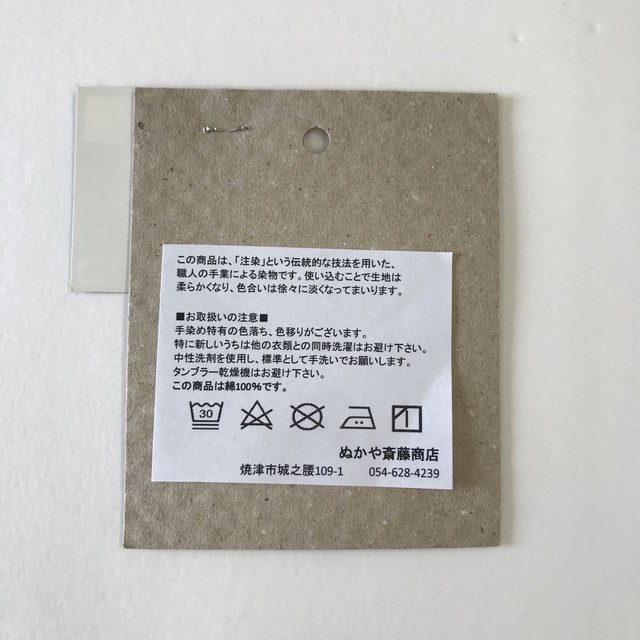 この商品は、「注染」という伝統的な技法を用いた、
職人の手業による染物です。使い込むことで生地は
柔らかくなり、色合いは徐々に淡くなってまいります。
■お取扱いの注意■
手染め特有の色落ち、色移りがございます。
特に新しいうちは他の衣類との同時洗濯はお避け下さい。
中性洗剤を使用し、標準として手洗いでお願いします。
タンブラー乾燥機はお避け下さい。
この商品は綿100%です。
30
ぬかや斎藤商店
焼津市城之腰109-1 054-628-4239